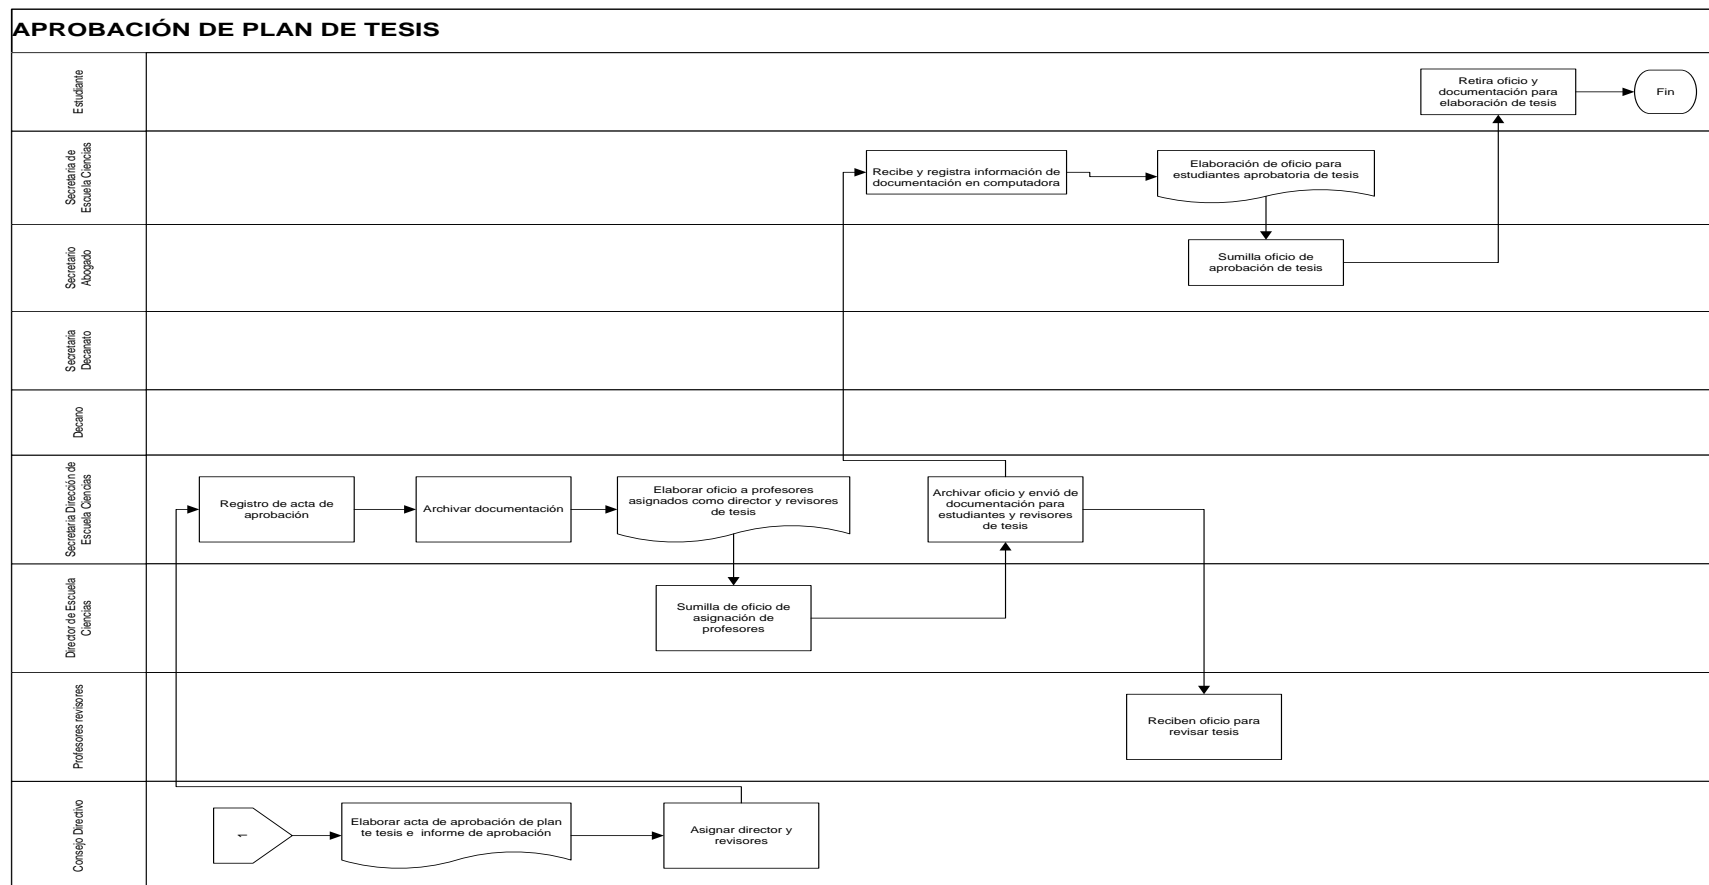 APROBACIÓN DE PLAN DE TESIS
Estudiante
Retira oficio y
documentación para
elaboración de tesis
Fin
Secretaria de
Escuela Ciencias
Recibe y registra información de
documentación en computadora
Elaboración de oficio para
estudiantes aprobatoria de tesis
Secretario
Abogado
Sumilla oficio de
aprobación de tesis
Secretaria
Decanato
Decano
Secretaria Dirección de
Escuela Ciencias
Registro de acta de
aprobación
Archivar documentación
Elaborar oficio a profesores
asignados como director y revisores
de tesis
Archivar oficio y envió de
documentación para
estudiantes y revisores
de tesis
Director de Escuela
Ciencias
Sumilla de oficio de
asignación de
profesores
Profesores revisores
Reciben oficio para
revisar tesis
Consejo Directivo
1
Elaborar acta de aprobación de plan
te tesis e informe de aprobación
Asignar director y
revisores